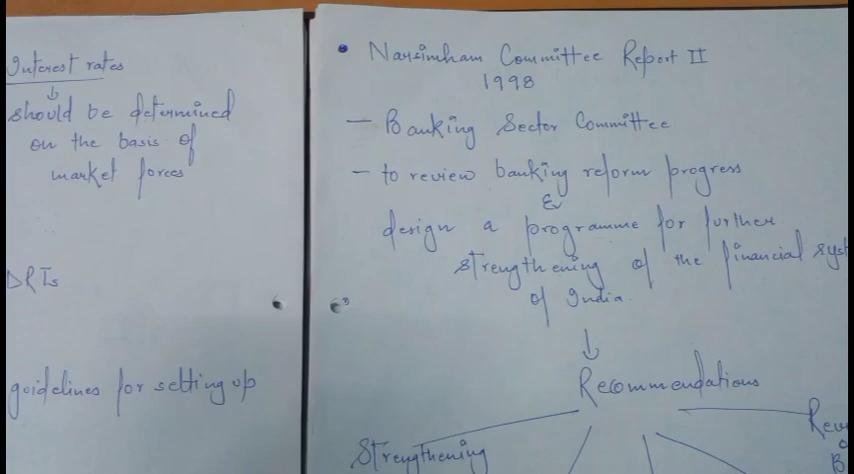 Interest rates
↓
should be determined
on the basis of
market forces
DRTs
guidelines for setting up
• Narsimham Committee Report II
1998
— Banking Sector Committee
— to review banking reform progress
&
design a programme for further
strengthening of the financial syst
of India.
↓
Recommendations
Strengthening
Rev
B